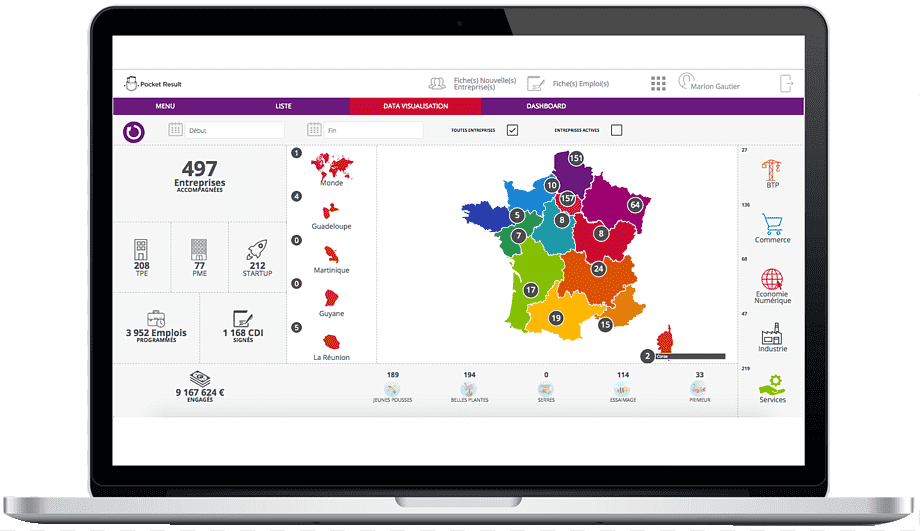 Pocket Result
Fiche(s) Nouvelle(s)
Entreprise(s)
Fiche(s) Emploi(s)
Marion Gautier
MENU
LISTE
DATA VISUALISATION
DASHBOARD
Début
Fin
TOUTES ENTREPRISES
ENTREPRISES ACTIVES
497
Entreprises
ACCOMPAGNÉES
208
TPE
77
PME
212
STARTUP
3 952 Emplois
PROGRAMMÉS
1 168 CDI
SIGNÉS
9 167 624 €
ENGAGÉS
1
Monde
4
Guadeloupe
0
Martinique
0
Guyane
5
La Réunion
151
10
157
64
5
8
7
8
24
17
19
15
2
Corse
27
BTP
136
Commerce
68
Economie
Numérique
47
Industrie
219
Services
189
JEUNES POUSSES
194
BELLES PLANTES
0
SERRES
114
ESSAIMAGE
33
PRIMEUR